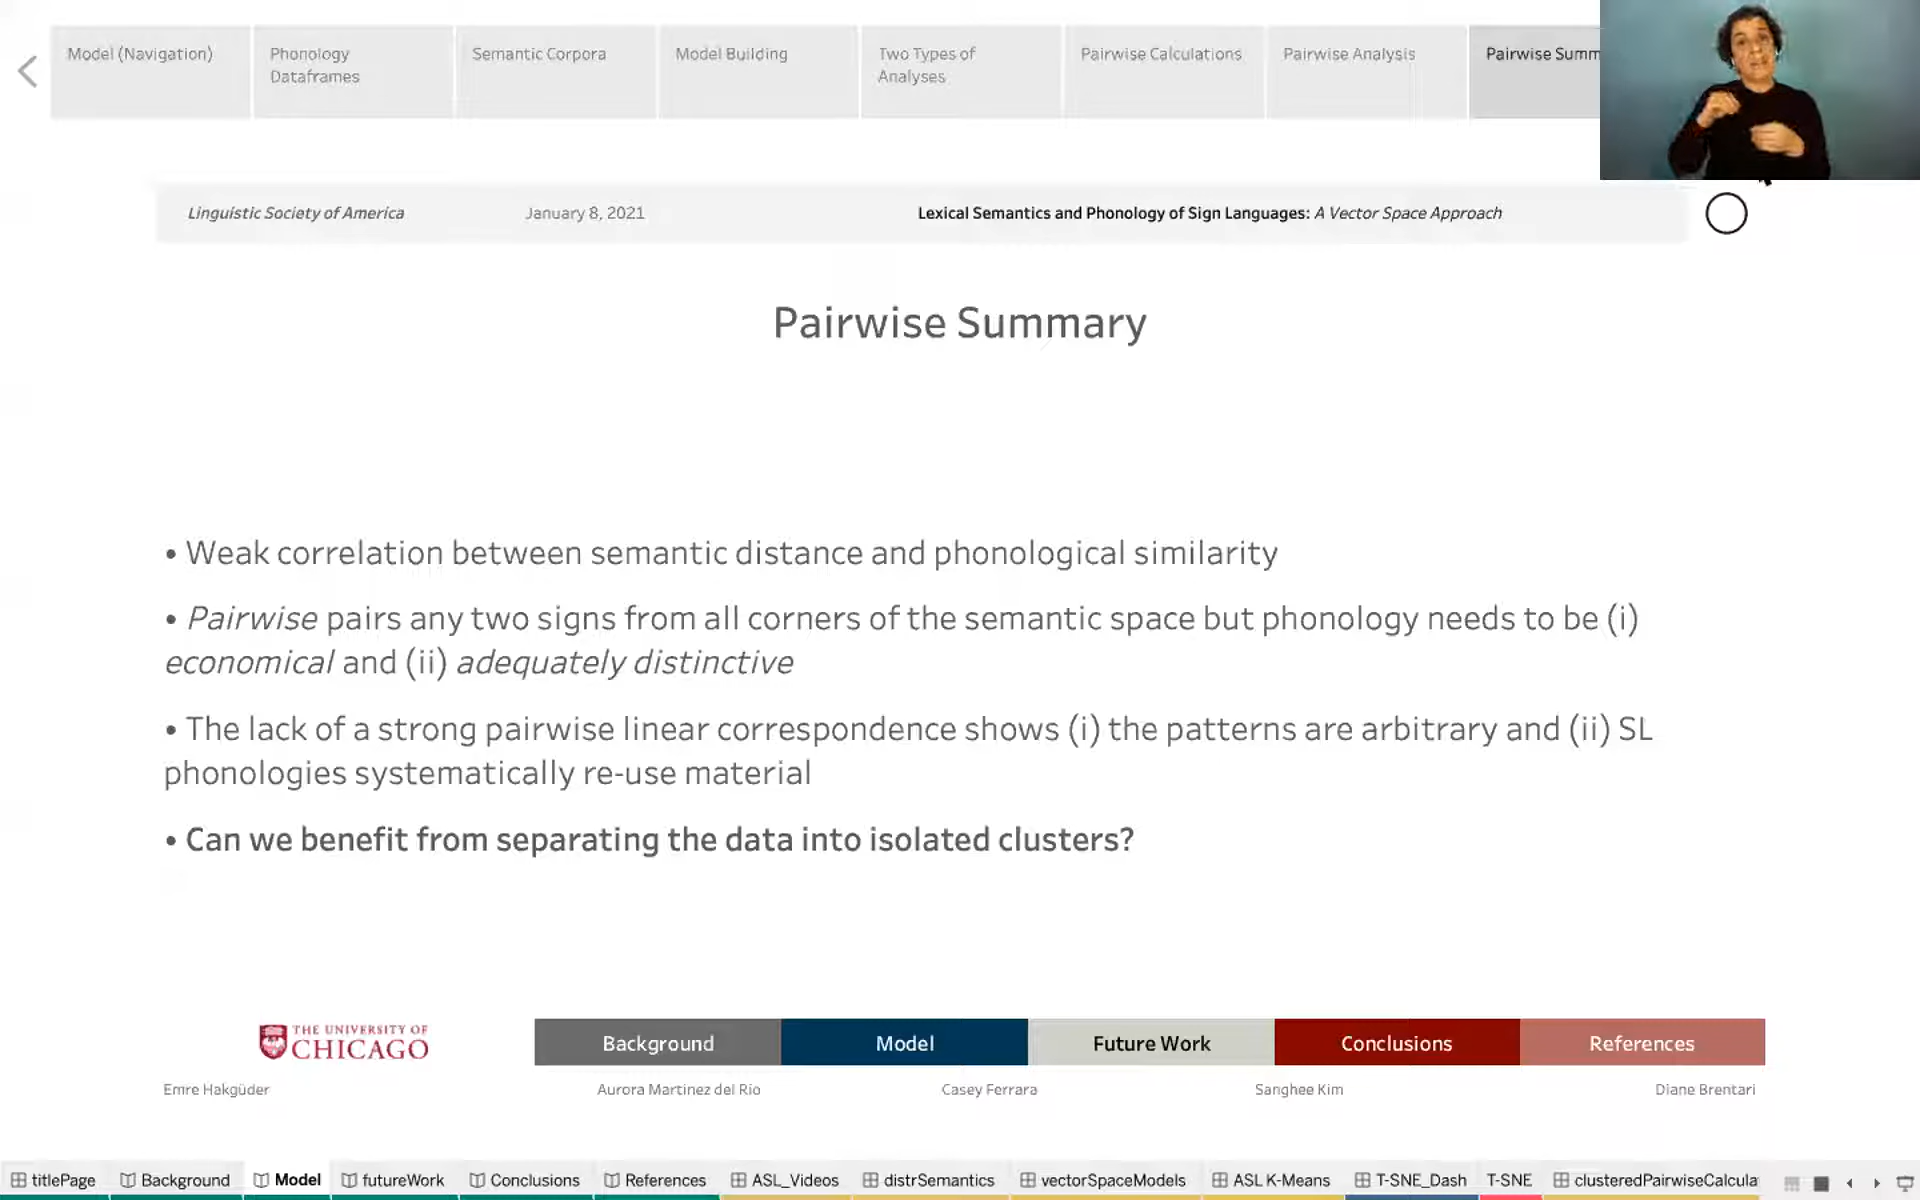 Model (Navigation)
Phonology
Dataframes
Semantic Corpora
Model Building
Two Types of
Analyses
Pairwise Calculations
Pairwise Analysis
Pairwise Summ
Linguistic Society of America
January 8, 2021
Lexical Semantics and Phonology of Sign Languages: A Vector Space Approach
Pairwise Summary
• Weak correlation between semantic distance and phonological similarity
• Pairwise pairs any two signs from all corners of the semantic space but phonology needs to be (i)
economical and (ii) adequately distinctive
• The lack of a strong pairwise linear correspondence shows (i) the patterns are arbitrary and (ii) SL
phonologies systematically re-use material
• Can we benefit from separating the data into isolated clusters?
THE UNIVERSITY OF
CHICAGO
Background
Model
Future Work
Conclusions
References
Emre Hakgüder
Aurora Martinez del Rio
Casey Ferrara
Sanghee Kim
Diane Brentari
titlePage
Background
Model
futureWork
Conclusions
References
ASL_Videos
distrSemantics
vectorSpaceModels
ASL K-Means
T-SNE_Dash
T-SNE
clusteredPairwiseCalcula